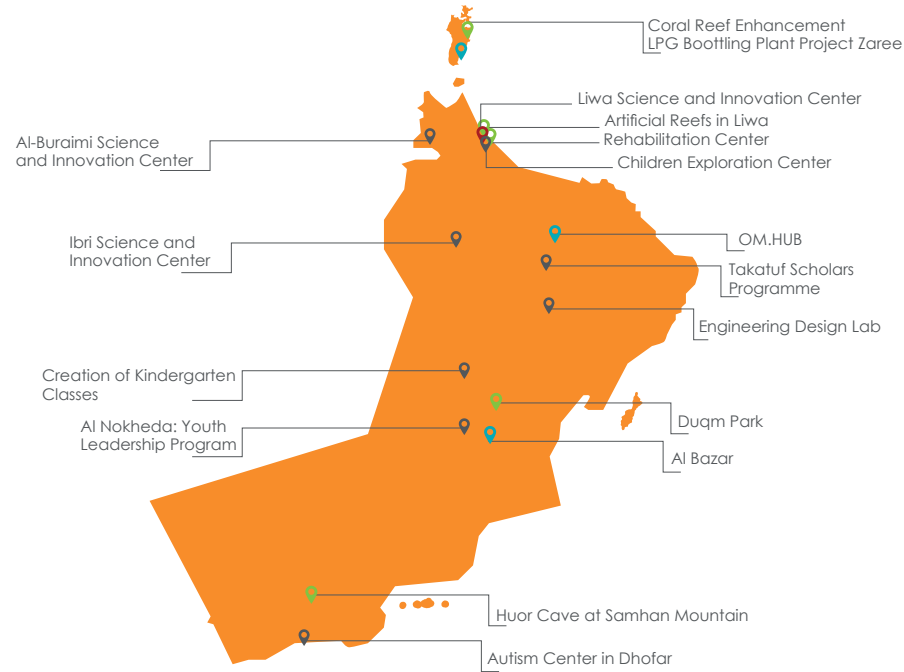 Coral Reef Enhancement
LPG Boottling Plant Project Zaree
Liwa Science and Innovation Center
Artificial Reefs in Liwa
Rehabilitation Center
Children Exploration Center
Al-Buraimi Science
and Innovation Center
Ibri Science and
Innovation Center
OM.HUB
Takatuf Scholars
Programme
Engineering Design Lab
Creation of Kindergarten
Classes
Al Nokheda: Youth
Leadership Program
Duqm Park
Al Bazar
Huor Cave at Samhan Mountain
Autism Center in Dhofar